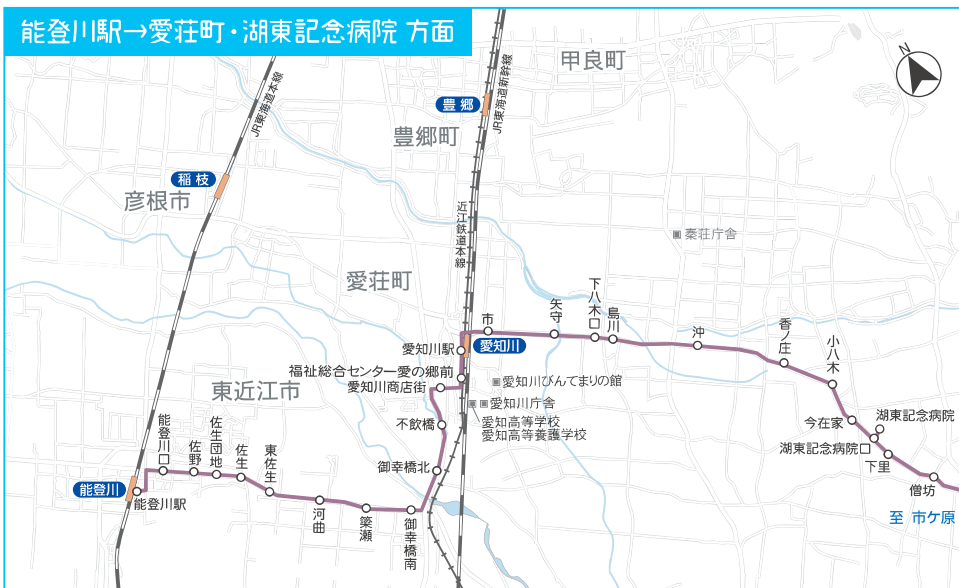 能登川駅→愛荘町・湖東記念病院 方面
N
甲良町
JR東海道本線
JR東海道新幹線
豊郷
豊郷町
稲枝
彦根市
近江鉄道本線
秦荘庁舎
愛荘町
市
矢守
下八木口
島川
沖
香ノ庄
小八木
愛知川駅
愛知川
福祉総合センター愛の郷前
愛知川商店街
愛知川びんてまりの館
愛知川庁舎
愛知高等学校
愛知高等養護学校
東近江市
不飲橋
今在家
湖東記念病院
湖東記念病院口
下里
能登川口
佐野
佐生団地
佐生
東佐生
御幸橋北
能登川
能登川駅
河曲
簗瀬
御幸橋南
僧坊
至 市ケ原